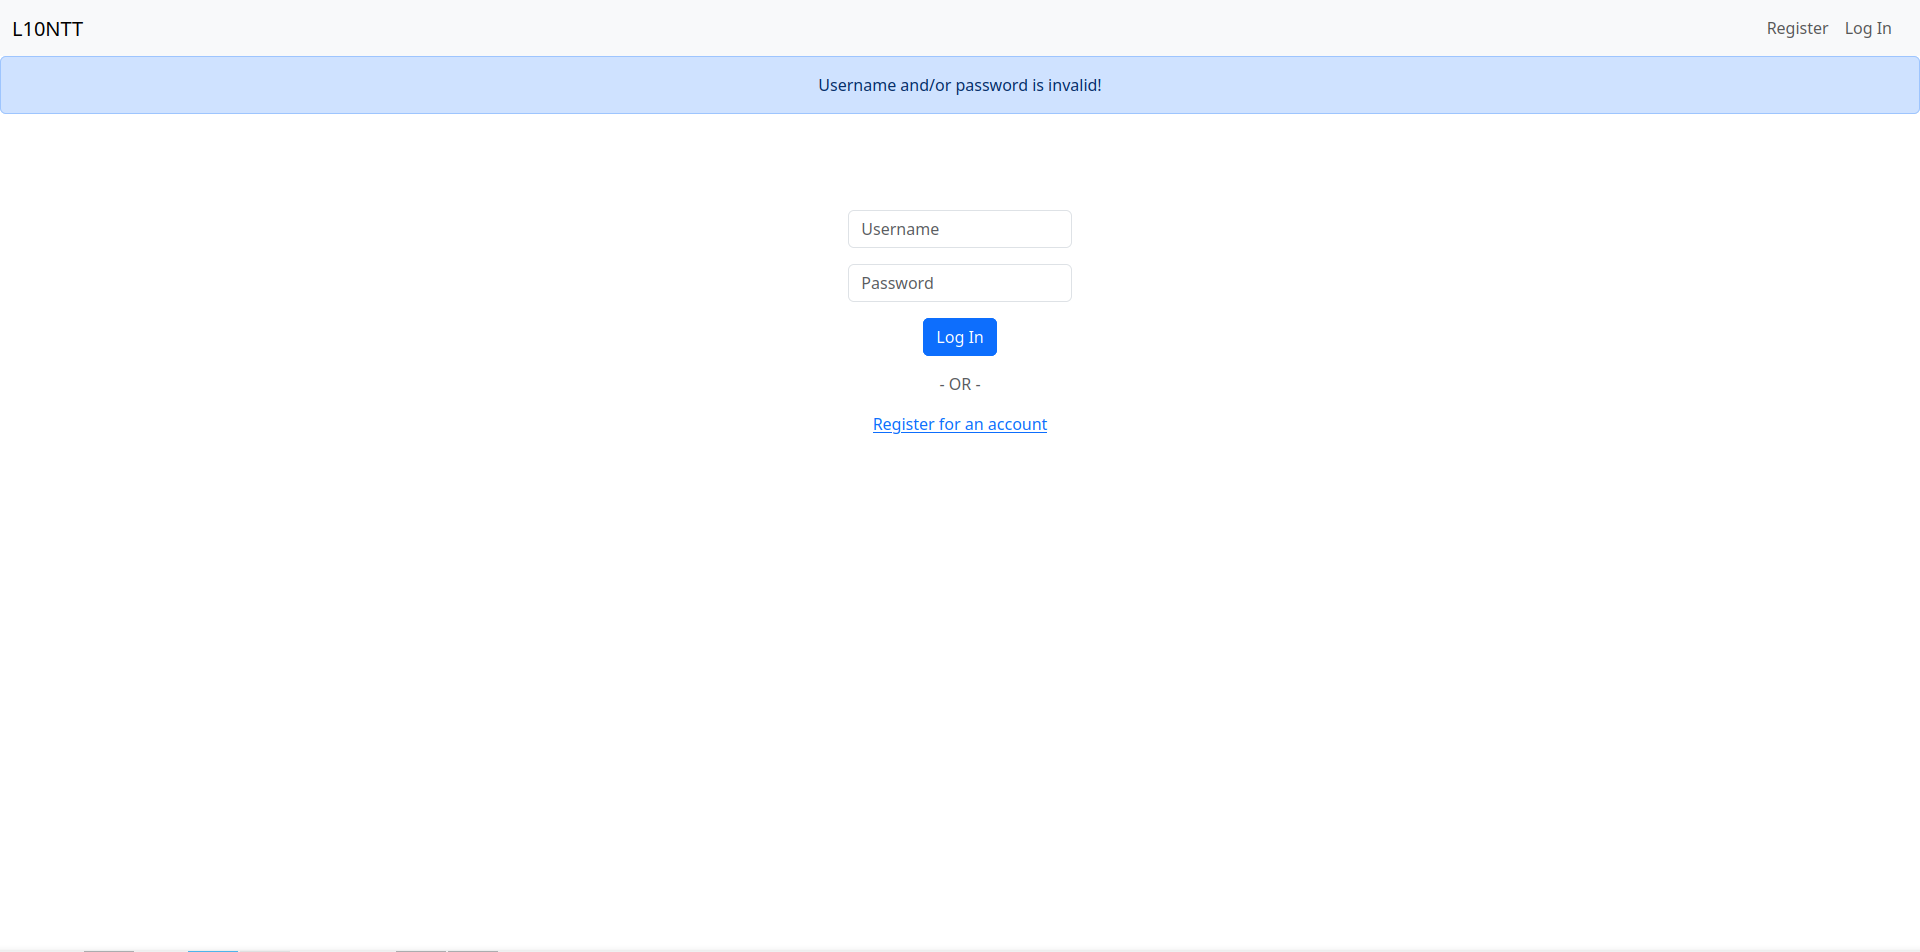 L10NTT
Register Log In
Username and/or password is invalid!
Username
Password
Log In
- OR -
Register for an account